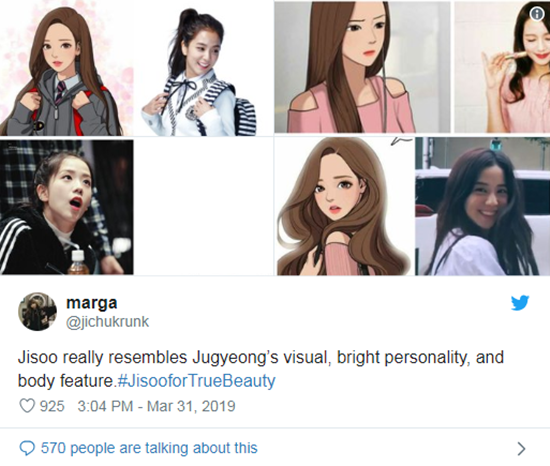 marga
@jichukrunk
Jisoo really resembles Jugyeong's visual, bright personality, and
body feature.#JisooforTrueBeauty
925 3:04 PM - Mar 31, 2019
570 people are talking about this